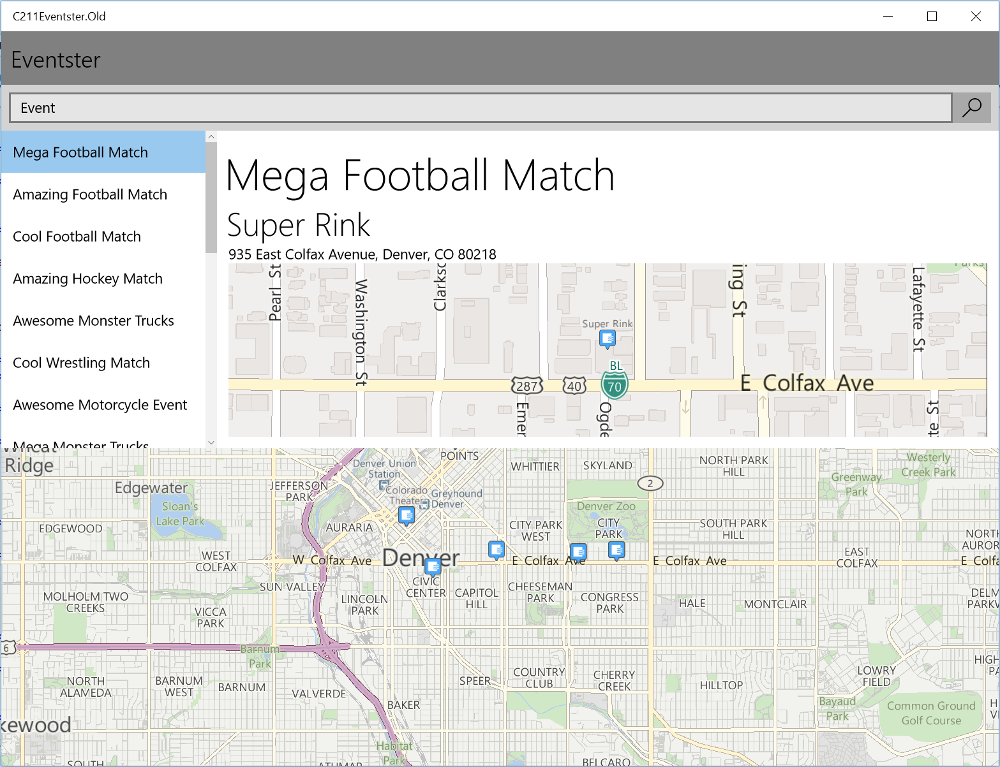 C211Eventster.Old
Eventster
Event
Mega Football Match
Amazing Football Match
Cool Football Match
Amazing Hockey Match
Awesome Monster Trucks
Cool Wrestling Match
Awesome Motorcycle Event
Mega Monster Trucks
Mega Football Match
Super Rink
935 East Colfax Avenue, Denver, CO 80218
Parks
Pearl St
Washington St
Clarksc
ing St
Lafayette St
Super Rink
BL
70
287
40
E Colfax Ave
Emer
Ogde
te St
Wheat
Ridge
Edgewater
Sloan's
Lake Park
EDGEWOOD
WEST
COLFAX
MOLHOLM TWO
CREEKS
VICCA
PARK
JEFFERSON
PARK
Denver Union
Station
POINTS
Colorado
Theater
Greyhound
Denver
AURARIA
Denver
W Colfax Ave
SUN VALLEY
LINCOLN
PARK
CIVIC
CENTER
CAPITOL
HILL
WHITTIER
SKYLAND
CITY PARK
WEST
Denver Zoo
CITY
PARK
E Colfax Ave
CHEESEMAN
PARK
CONGRESS
PARK
2
NORTH PARK
HILL
SOUTH PARK
HILL
E Colfax Ave
HALE
MONTCLAIR
Greenway
Park
Westerly
Creek Park
EAST
COLFAX
NORTH
AUROR
E Colfa
DELM
PARKW
6
Barnum
Park
NORTH
ALAMEDA
BARNUM
WEST
BARNUM
VALVERDE
BAKER
SPEER
COUNTRY
CLUB
CHERRY
CREEK
HILLTOP
LOWRY
FIELD
HIGH
PA
Bayaud
Park
Common Ground
Golf Course
H
VI
kewood
SOUTH
Habitat
Park
ATHMAR
BELCARO